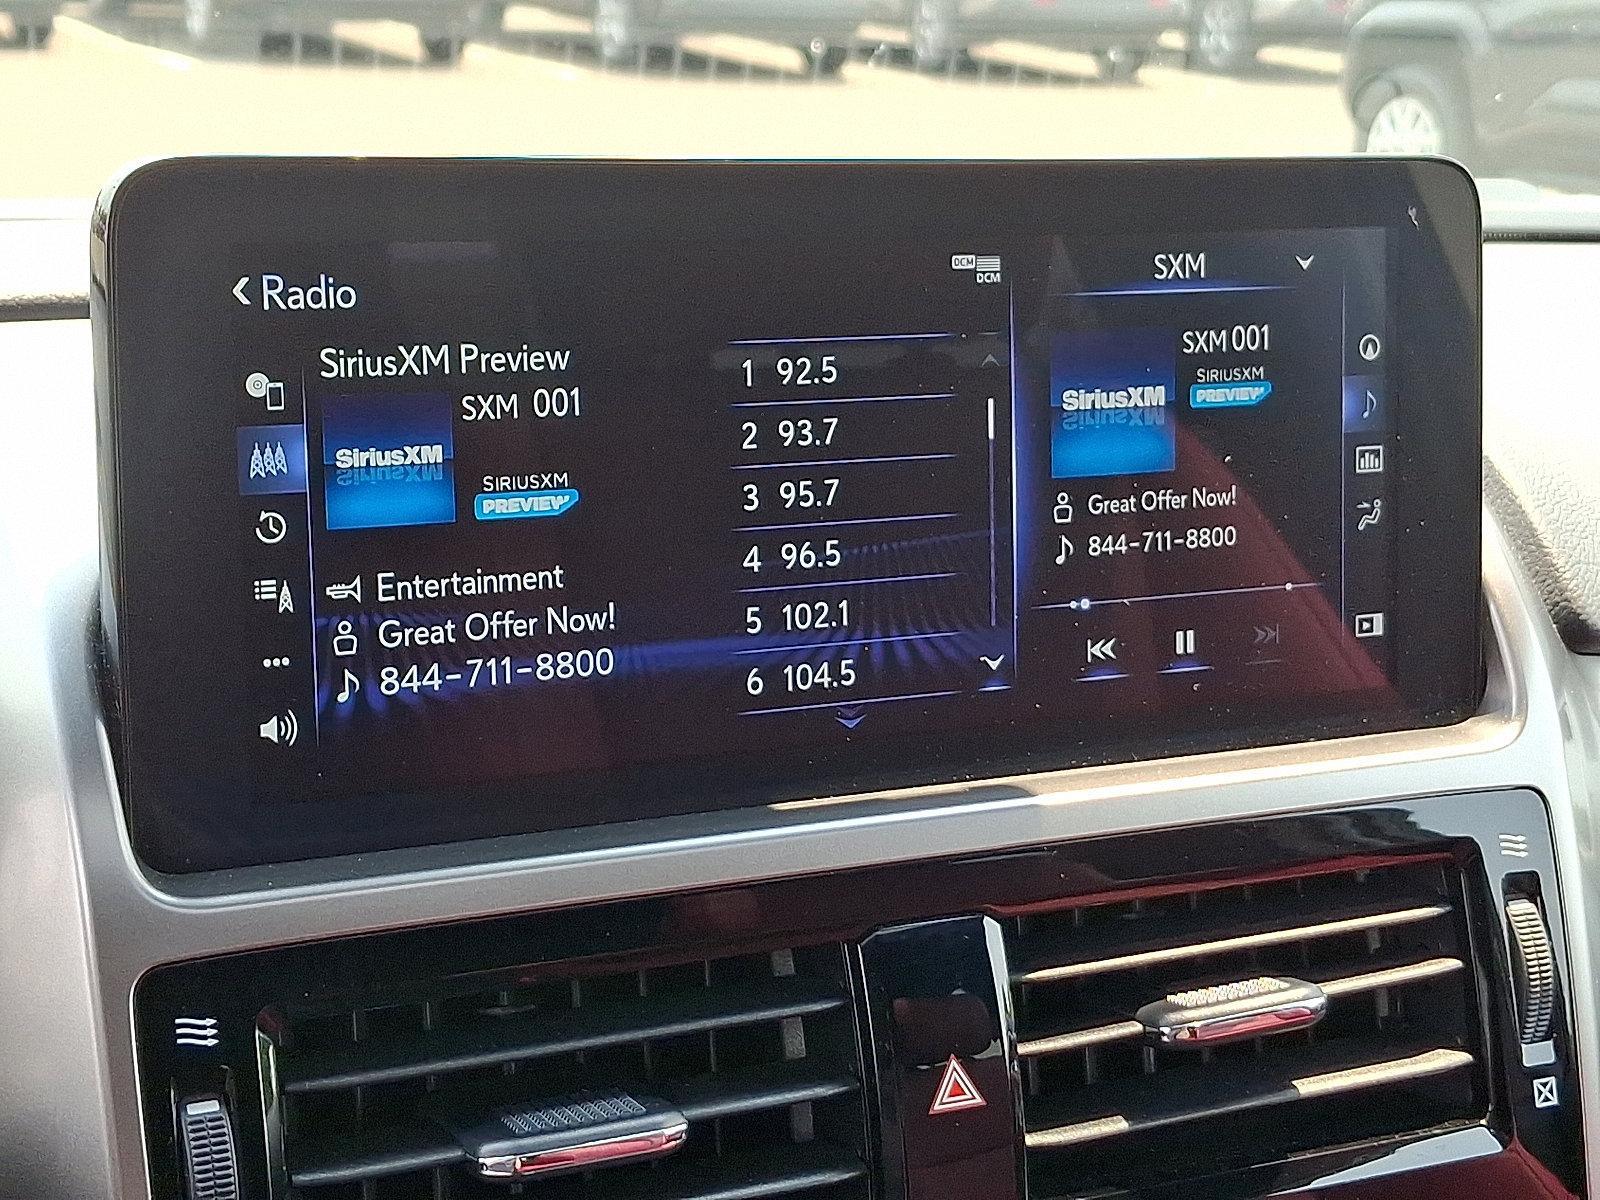 Radio
DCM
DCM
SXM
SiriusXM Preview
SXM 001
SiriusXM
SIRIUSXM
PREVIEW
Entertainment
Great Offer Now!
844-711-8800
1 92.5
2 93.7
3 95.7
4 96.5
5 102.1
6 104.5
SXM 001
SiriusXM
SIRIUSXM
PREVIEW
Great Offer Now!
844-711-8800